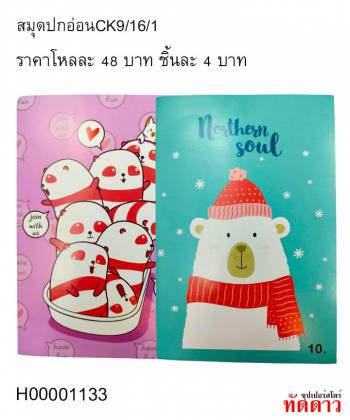 สมุดปกอ่อนCK9/16/1
ราคาโหลละ 48 บาท ชิ้นละ 4 บาท
Northern
soul
join
with
us
have
fun
10.
H00001133
ซุปเปอร์สโตร์
ทัดดาว